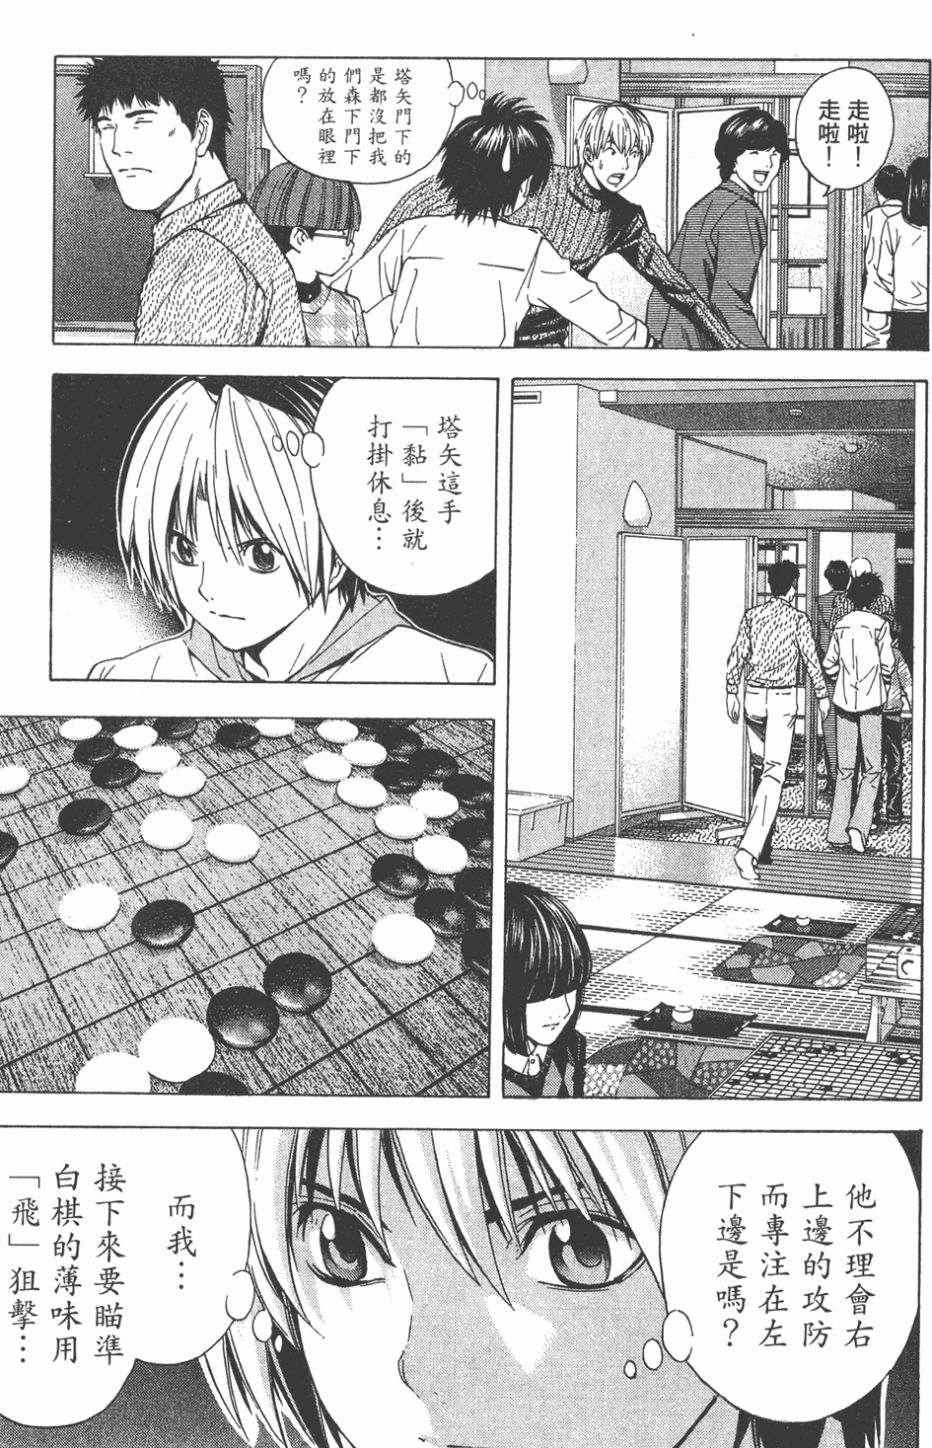 走啦！
走啦！
塔矢門下的
是都沒把我
們森下門下
的放在眼裡
嗎？
塔矢這手
「黏」後就
打掛休息…
他不理會右
上邊的攻防
而專注在左
下邊是嗎？
而我…
接下來要瞄準
白棋的薄味用
「飛」狙擊…